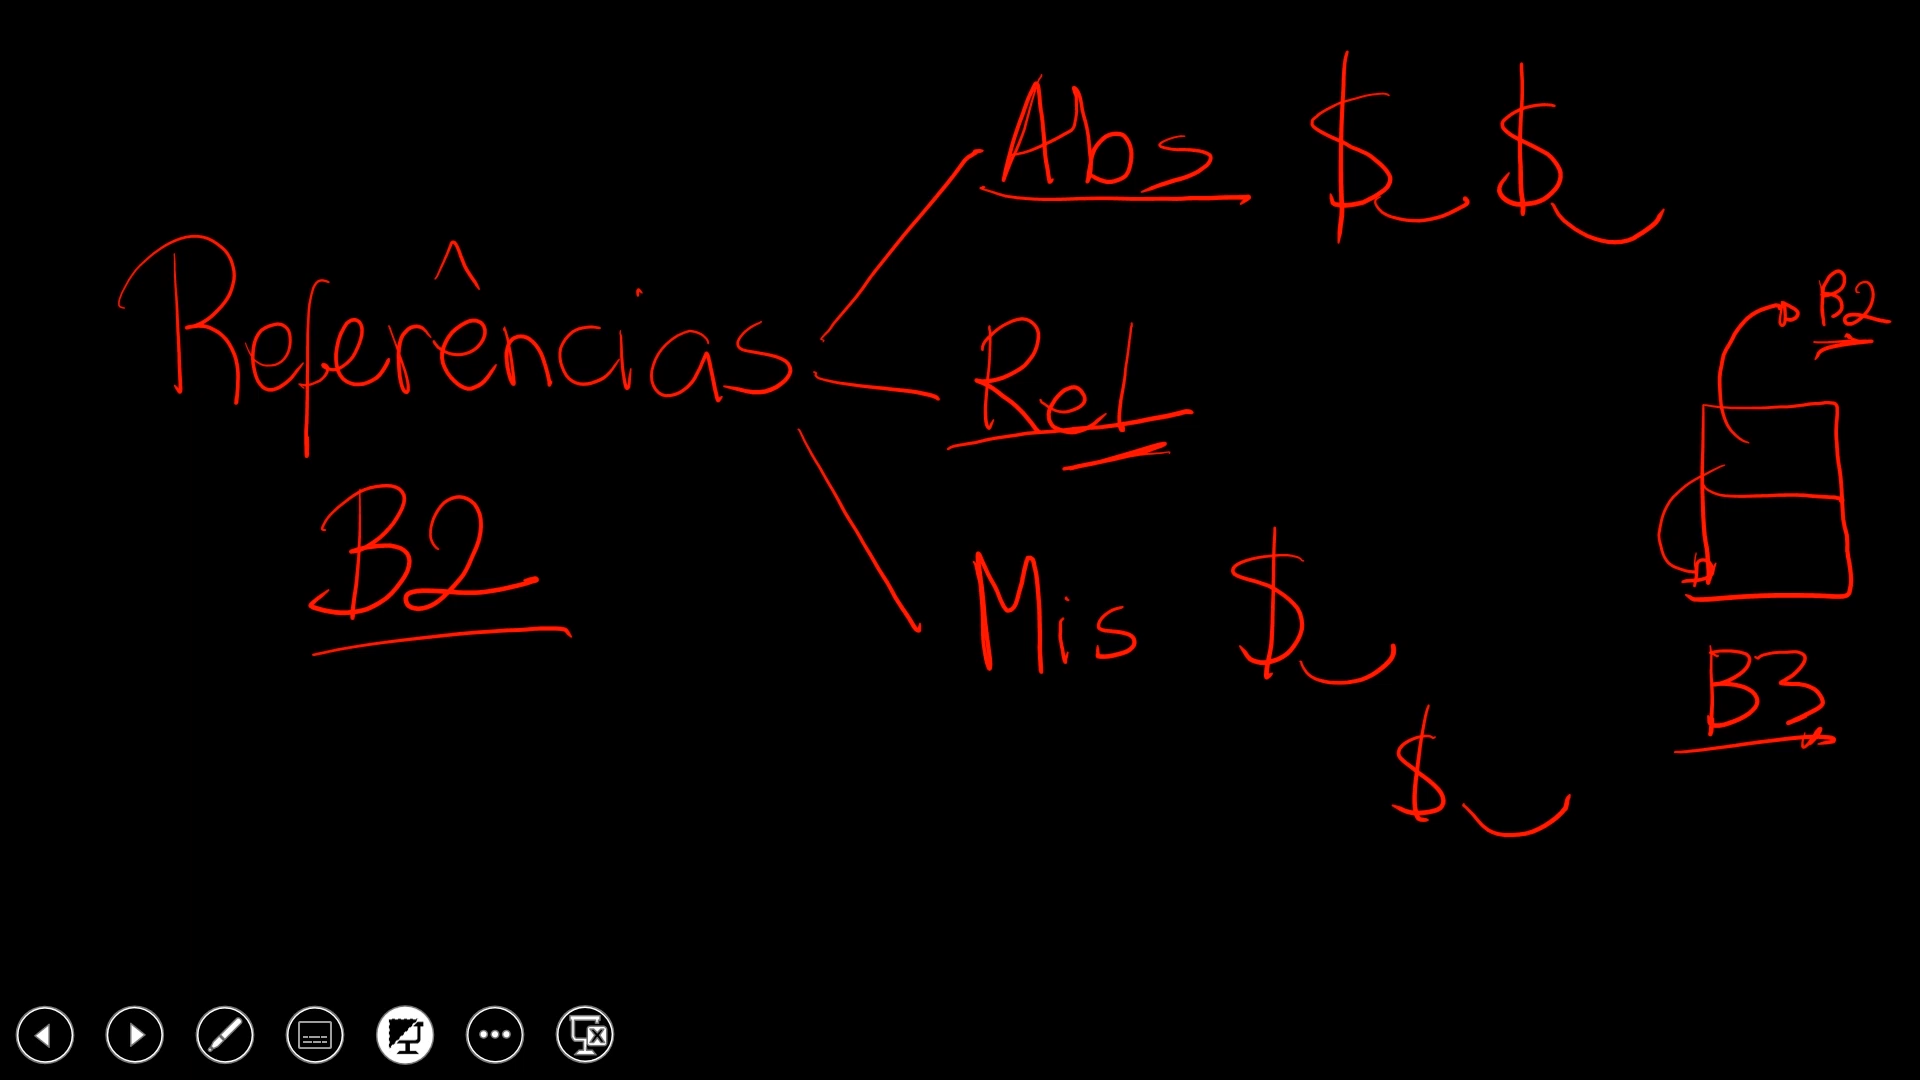 Referências
B2
Abs $_ $_
Rel
Mis $_
$_
B2
B3